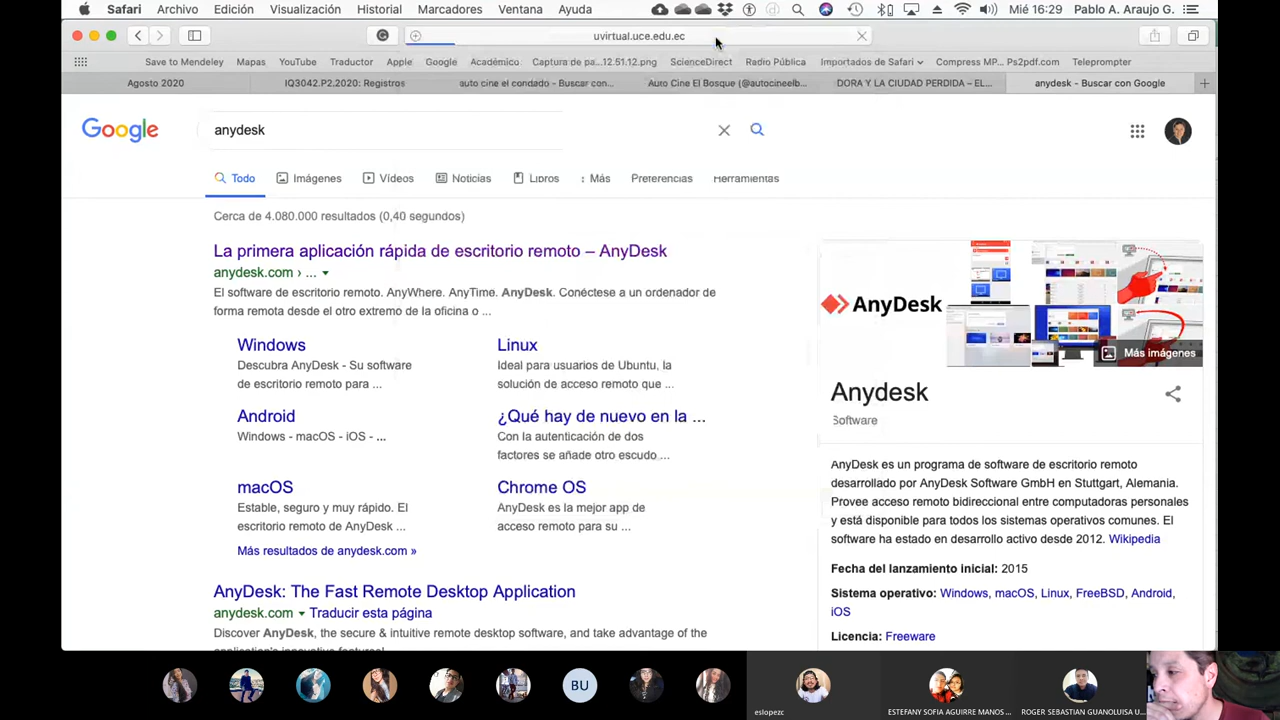 Safari Archivo Edición Visualización Historial Marcadores Ventana Ayuda Mié 16:29 Pablo A. Araujo G.
uvirtual.uce.edu.ec
Save to Mendeley Mapas YouTube Traductor Apple Google Académico Captura de pa...12.51.12.png ScienceDirect Radio Pública Importados de Safari Compress MP... Ps2pdf.com Teleprompter
Agosto 2020 IQ3042.P2.2020: Registros auto cine el condado - Buscar con... Auro Cine El Bosque (@autocineelb... DORA Y LA CIUDAD PERDIDA – EL... anydesk - Buscar con Google
Google anydesk
Todo Imágenes Vídeos Noticias Libros Más Preferencias Herramientas
Cerca de 4.080.000 resultados (0,40 segundos)
La primera aplicación rápida de escritorio remoto – AnyDesk
anydesk.com › ...
El software de escritorio remoto. AnyWhere. AnyTime. AnyDesk. Conéctese a un ordenador de
forma remota desde el otro extremo de la oficina o ...
Windows
Descubra AnyDesk - Su software
de escritorio remoto para ...
Linux
Ideal para usuarios de Ubuntu, la
solución de acceso remoto que ...
Android
Windows - macOS - iOS - ...
¿Qué hay de nuevo en la ...
Con la autenticación de dos
factores se añade otro escudo ...
macOS
Estable, seguro y muy rápido. El
escritorio remoto de AnyDesk ...
Chrome OS
AnyDesk es la mejor app de
acceso remoto para su ...
Más resultados de anydesk.com »
AnyDesk: The Fast Remote Desktop Application
anydesk.com Traducir esta página
Discover AnyDesk, the secure & intuitive remote desktop software, and take advantage of the
application's innovative features!
AnyDesk
Más imágenes
Anydesk
Software
AnyDesk es un programa de software de escritorio remoto
desarrollado por AnyDesk Software GmbH en Stuttgart, Alemania.
Provee acceso remoto bidireccional entre computadoras personales
y está disponible para todos los sistemas operativos comunes. El
software ha estado en desarrollo activo desde 2012. Wikipedia
Fecha del lanzamiento inicial: 2015
Sistema operativo: Windows, macOS, Linux, FreeBSD, Android,
iOS
Licencia: Freeware
BU
eslopezc
ESTEFANY SOFIA AGUIRRE MANOS ...
ROGER SEBASTIAN GUANOLUISA U...